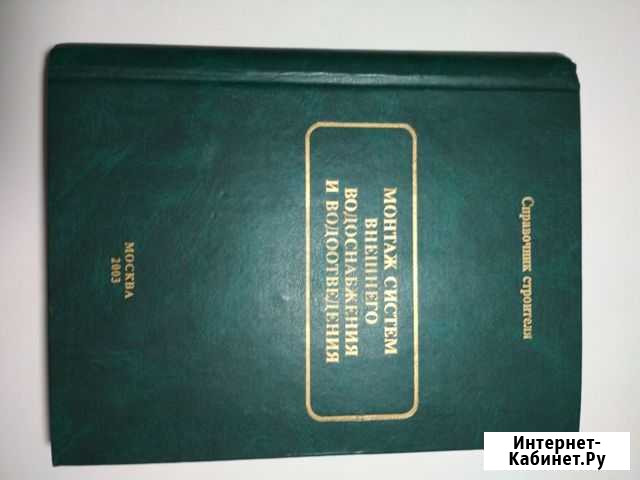 Справочник строителя
МОНТАЖ СИСТЕМ
ВНЕШНЕГО
ВОДОСНАБЖЕНИЯ
И ВОДООТВЕДЕНИЯ
МОСКВА
2003
Интернет-
Кабинет.Ру